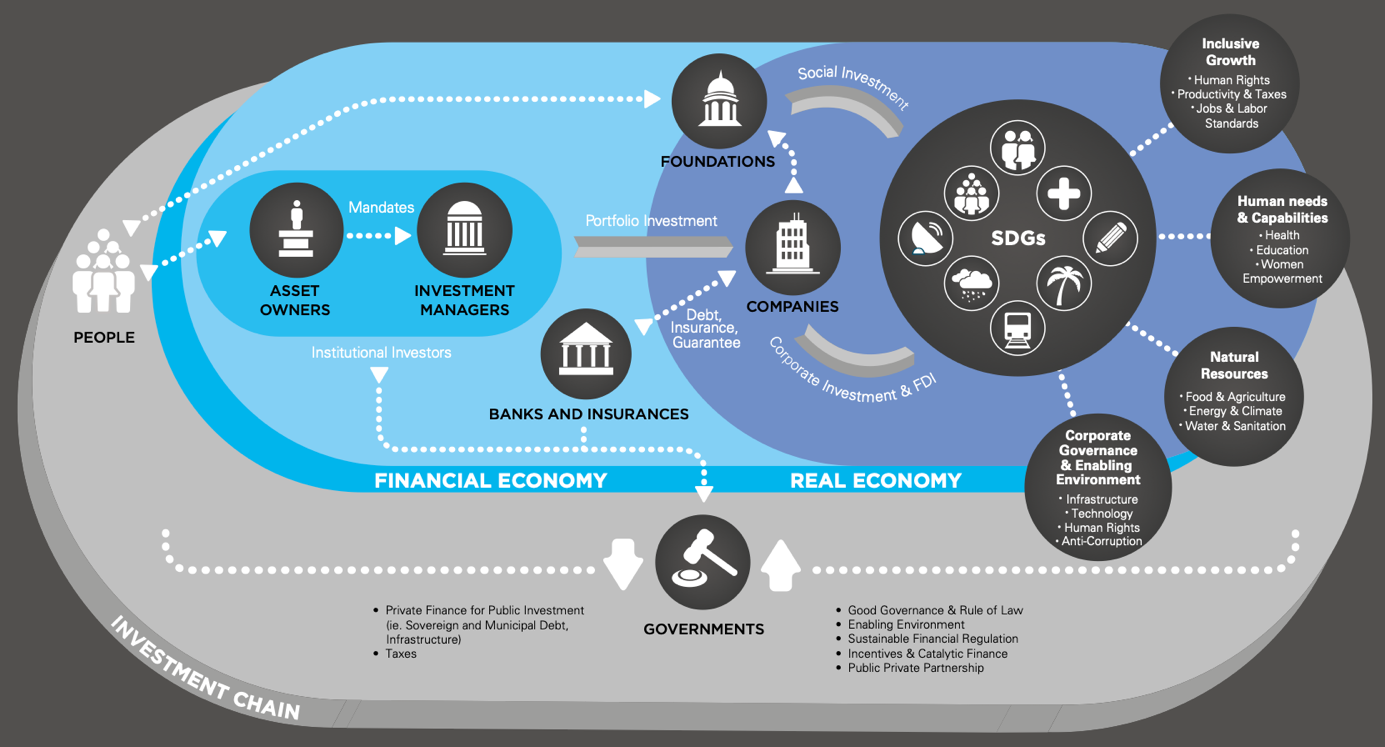 Inclusive
Growth
• Human Rights
• Productivity & Taxes
• Jobs & Labor
Standards
Social Investment
FOUNDATIONS
Mandates
Portfolio Investment
SDGs
Human needs
& Capabilities
• Health
• Education
• Women
Empowerment
ASSET
OWNERS
INVESTMENT
MANAGERS
COMPANIES
PEOPLE
Debt,
Insurance,
Guarantee
Institutional Investors
Corporate Investment & FDI
Natural
Resources
• Food & Agriculture
• Energy & Climate
• Water & Sanitation
BANKS AND INSURANCES
Corporate
Governance
& Enabling
Environment
• Infrastructure
• Technology
• Human Rights
• Anti-Corruption
FINANCIAL ECONOMY
REAL ECONOMY
• Private Finance for Public Investment
(ie. Sovereign and Municipal Debt,
Infrastructure)
• Taxes
GOVERNMENTS
• Good Governance & Rule of Law
• Enabling Environment
• Sustainable Financial Regulation
• Incentives & Catalytic Finance
• Public Private Partnership
INVESTMENT CHAIN